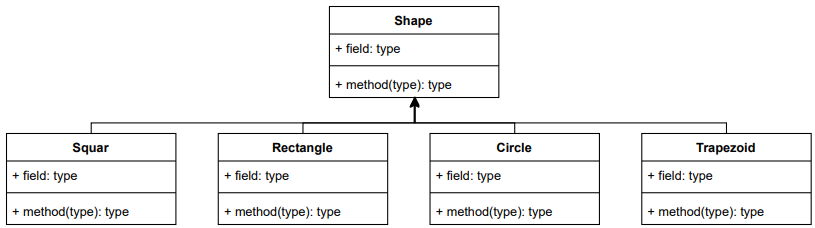 Shape
+ field: type
+ method(type): type
Squar
+ field: type
+ method(type): type
Rectangle
+ field: type
+ method(type): type
Circle
+ field: type
+ method(type): type
Trapezoid
+ field: type
+ method(type): type